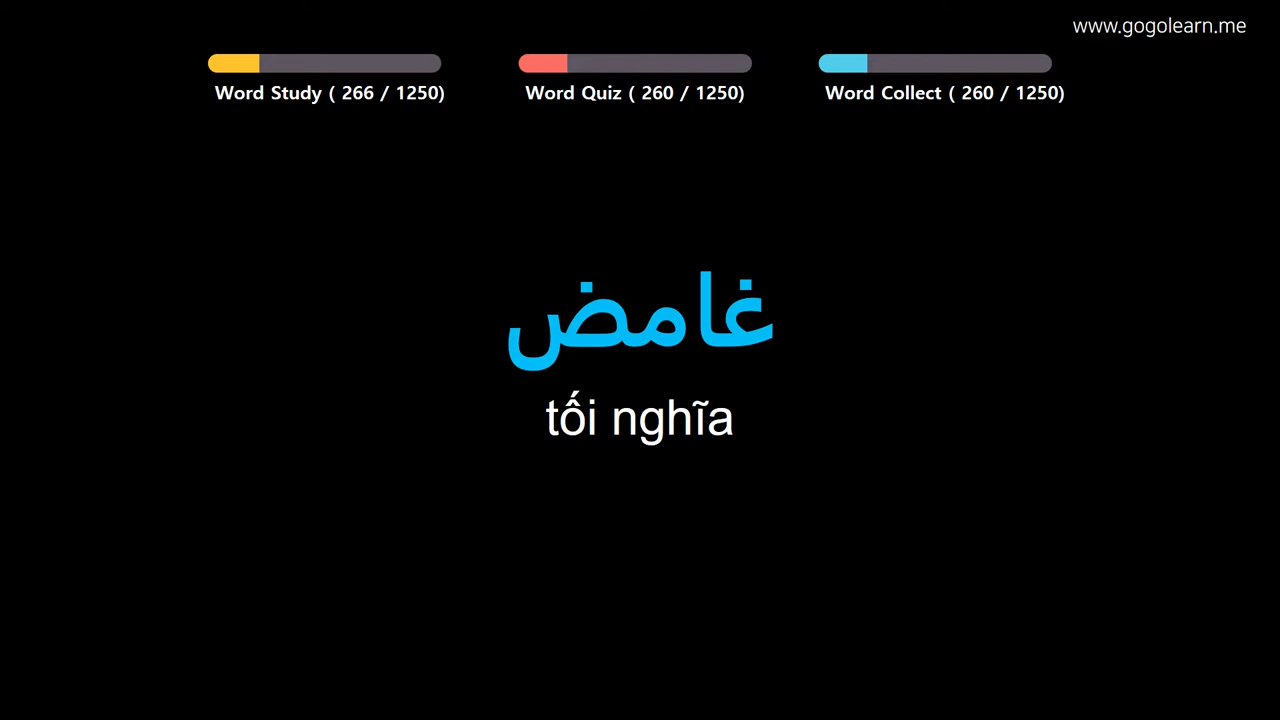 www.gogolearn.me
Word Study ( 266 / 1250)
Word Quiz ( 260 / 1250)
Word Collect ( 260 / 1250)
غامض
tối nghĩa